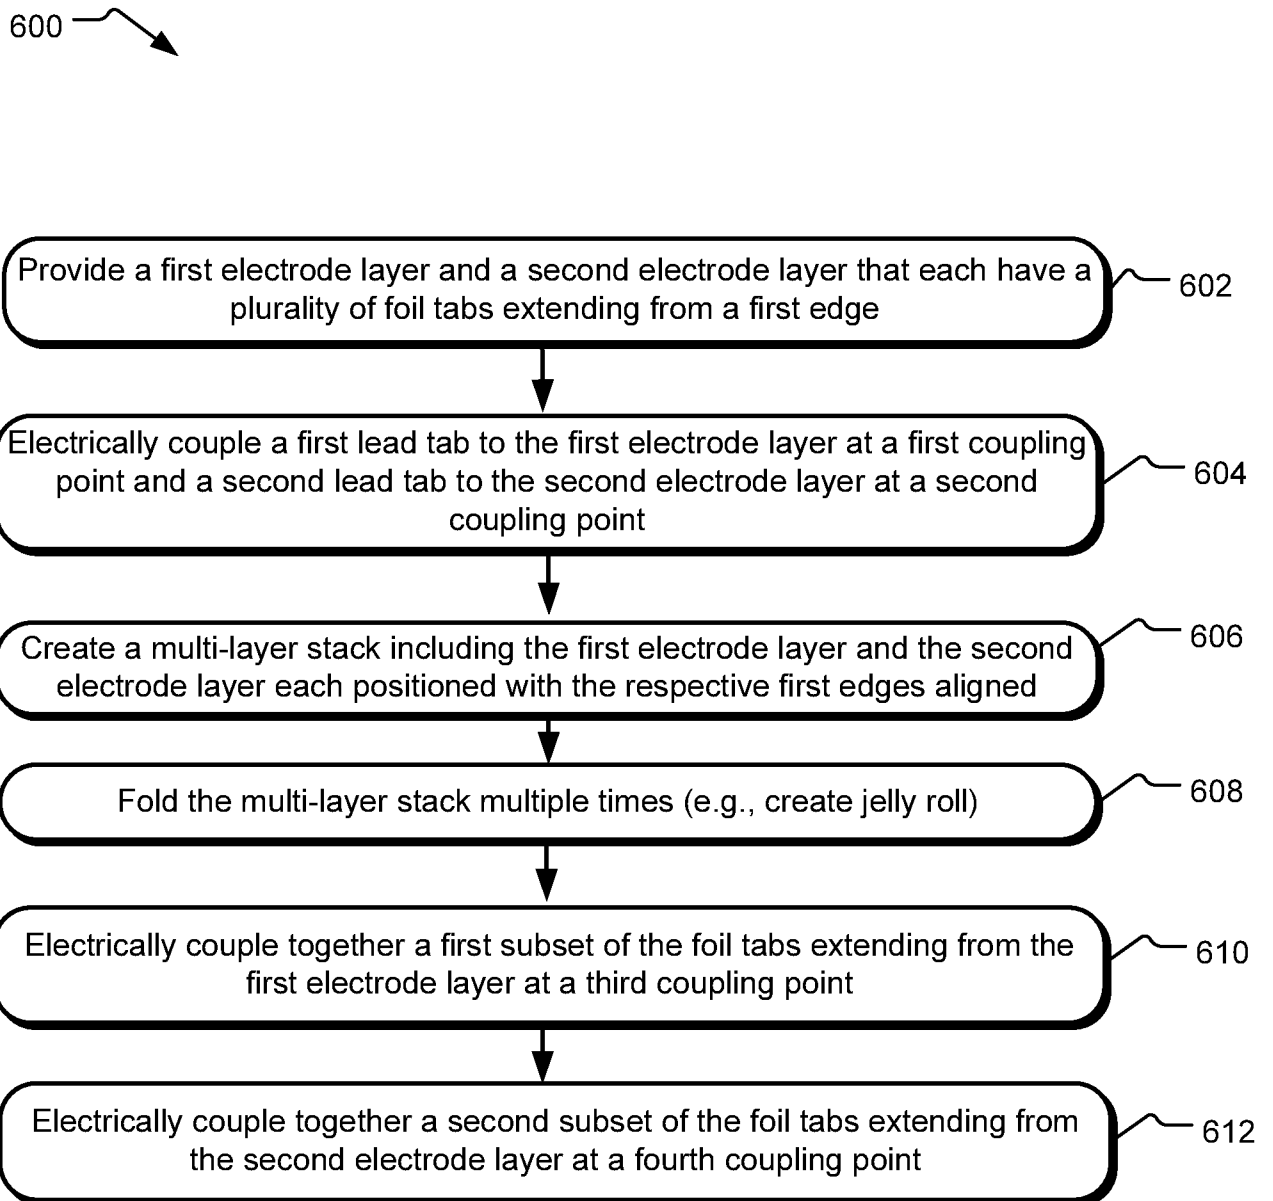 600
Provide a first electrode layer and a second electrode layer that each have a
plurality of foil tabs extending from a first edge
602
Electrically couple a first lead tab to the first electrode layer at a first coupling
point and a second lead tab to the second electrode layer at a second
coupling point
604
Create a multi-layer stack including the first electrode layer and the second
electrode layer each positioned with the respective first edges aligned
606
Fold the multi-layer stack multiple times (e.g., create jelly roll)
608
Electrically couple together a first subset of the foil tabs extending from the
first electrode layer at a third coupling point
610
Electrically couple together a second subset of the foil tabs extending from
the second electrode layer at a fourth coupling point
612